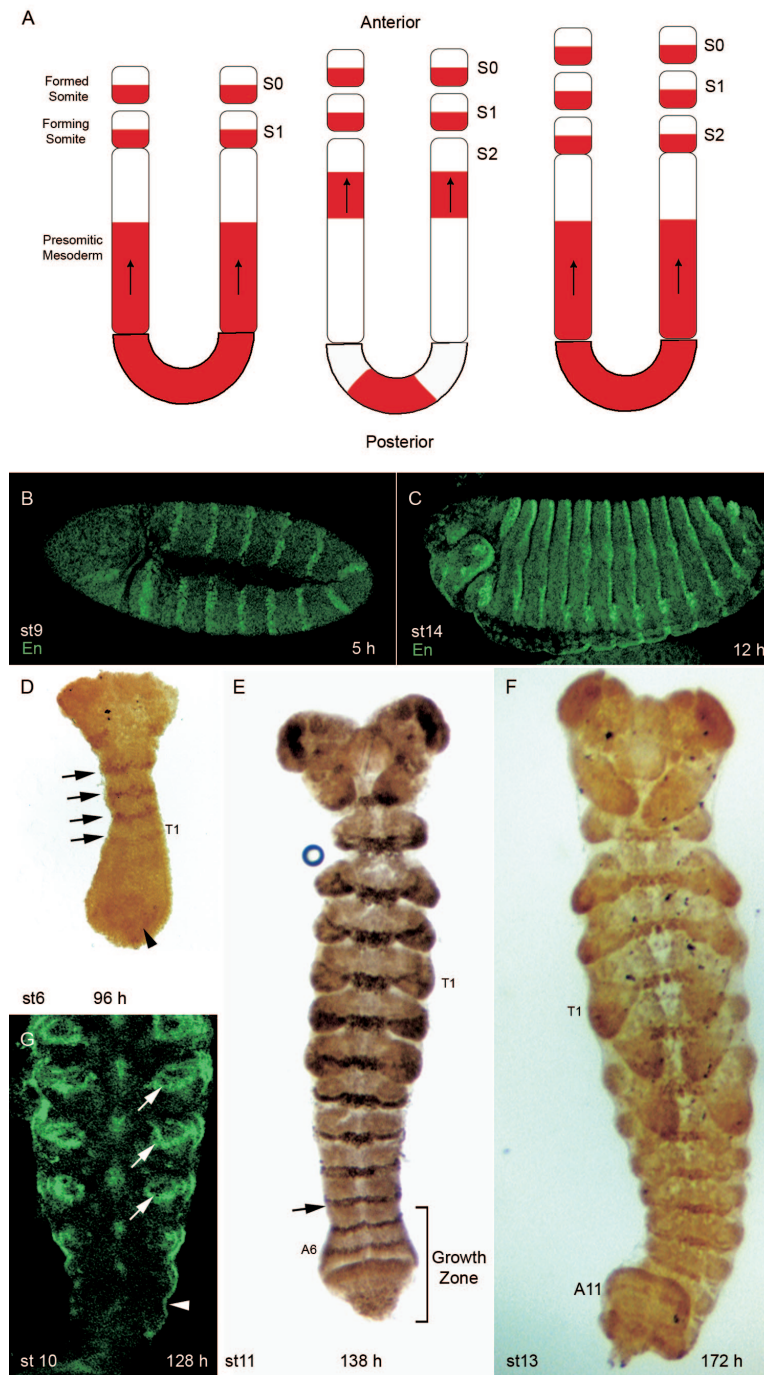 A
Anterior
Formed
Somite
S0
S0
S0
Forming
Somite
S1
S1
S1
S2
S2
Presomitic
Mesoderm
Posterior
B
st9
En
5 h
C
st14
En
12 h
D
T1
st6
96 h
E
T1
A6
Growth
Zone
st11
138 h
F
T1
A11
st13
172 h
G
st 10
128 h